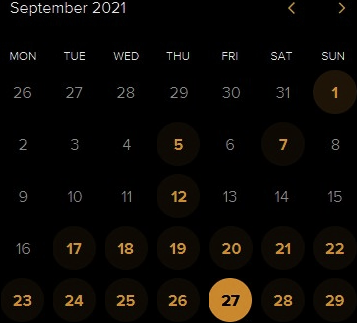 September 2021 < >
MON TUE WED THU FRI SAT SUN
26 27 28 29 30 31 1
2 3 4 5 6 7 8
9 10 11 12 13 14 15
16 17 18 19 20 21 22
23 24 25 26 27 28 29